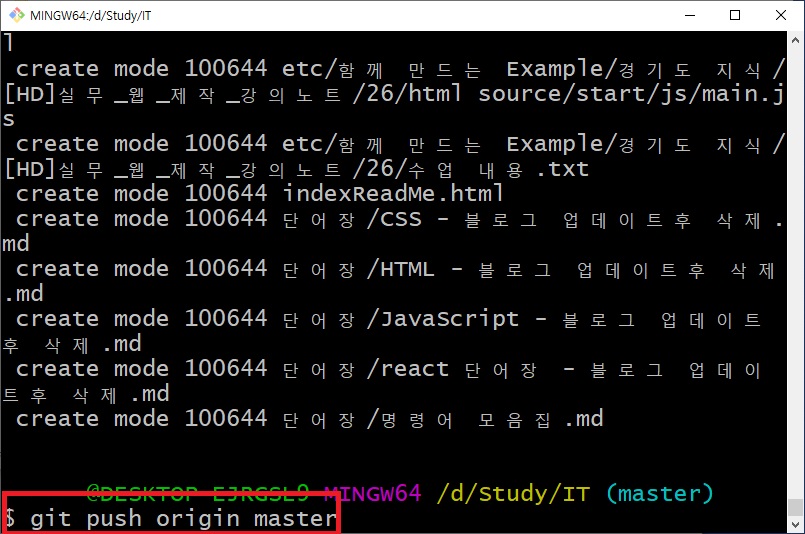 MINGW64:/d/Study/IT
l
create mode 100644 etc/함께 만드는 Example/경기도 지식/
[HD]실무_웹_제작_강의노트/26/html source/start/js/main.j
s
create mode 100644 etc/함께 만드는 Example/경기도 지식/
[HD]실무_웹_제작_강의노트/26/수업 내용.txt
create mode 100644 indexReadMe.html
create mode 100644 단어장/CSS - 블로그 업데이트후 삭제.
md
create mode 100644 단어장/HTML - 블로그 업데이트후 삭제
.md
create mode 100644 단어장/JavaScript - 블로그 업데이트
후 삭제.md
create mode 100644 단어장/react 단어장 - 블로그 업데이
트후 삭제.md
create mode 100644 단어장/명령어 모음집.md
@DESKTOP-EJRGSL9 MINGW64 /d/Study/IT (master)
$ git push origin master